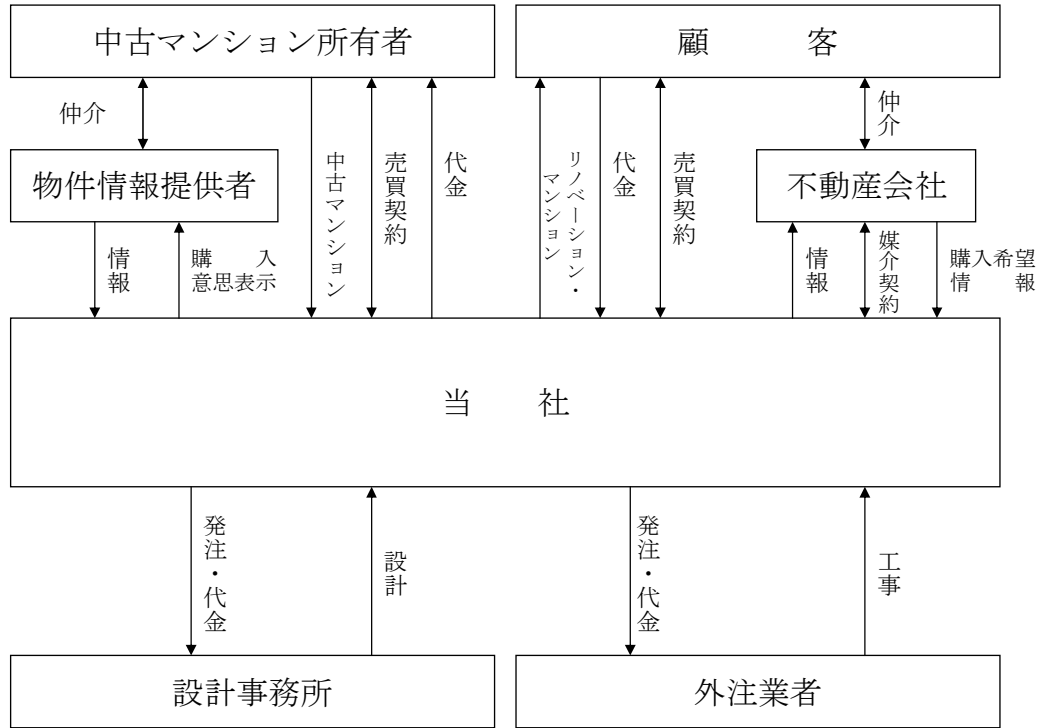 中古マンション所有者
顧客
仲介
仲介
物件情報提供者
不動産会社
中古マンション
売買契約
代金
リノベーション・
マンション
代金
売買契約
情報
購入
意思表示
情報
媒介契約
購入希望
情報
当社
発注・代金
設計
発注・代金
工事
設計事務所
外注業者